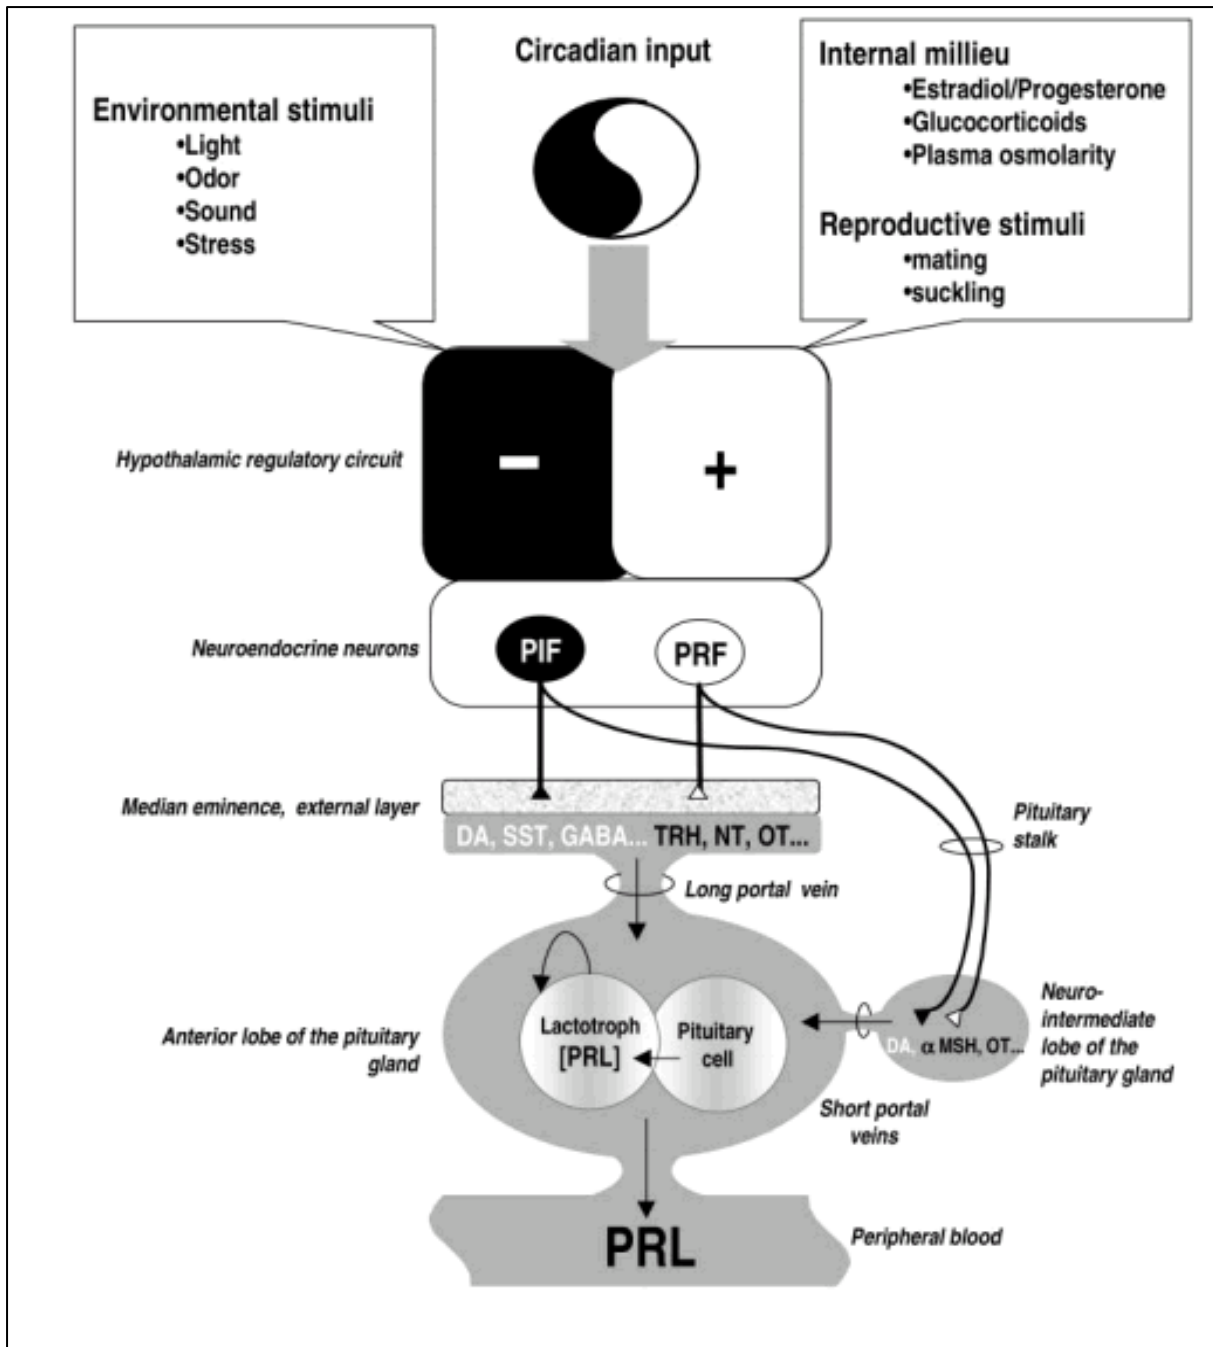 Circadian input
Environmental stimuli
•Light
•Odor
•Sound
•Stress
Internal millieu
•Estradiol/Progesterone
•Glucocorticoids
•Plasma osmolarity
Reproductive stimuli
•mating
•suckling
Hypothalamic regulatory circuit
–
+
Neuroendocrine neurons
PIF
PRF
Median eminence, external layer
DA, SST, GABA... TRH, NT, OT...
Pituitary
stalk
Long portal vein
Anterior lobe of the pituitary
gland
Lactotroph
[PRL]
Pituitary
cell
DA, α MSH, OT...
Neuro-
intermediate
lobe of the
pituitary gland
Short portal
veins
PRL
Peripheral blood